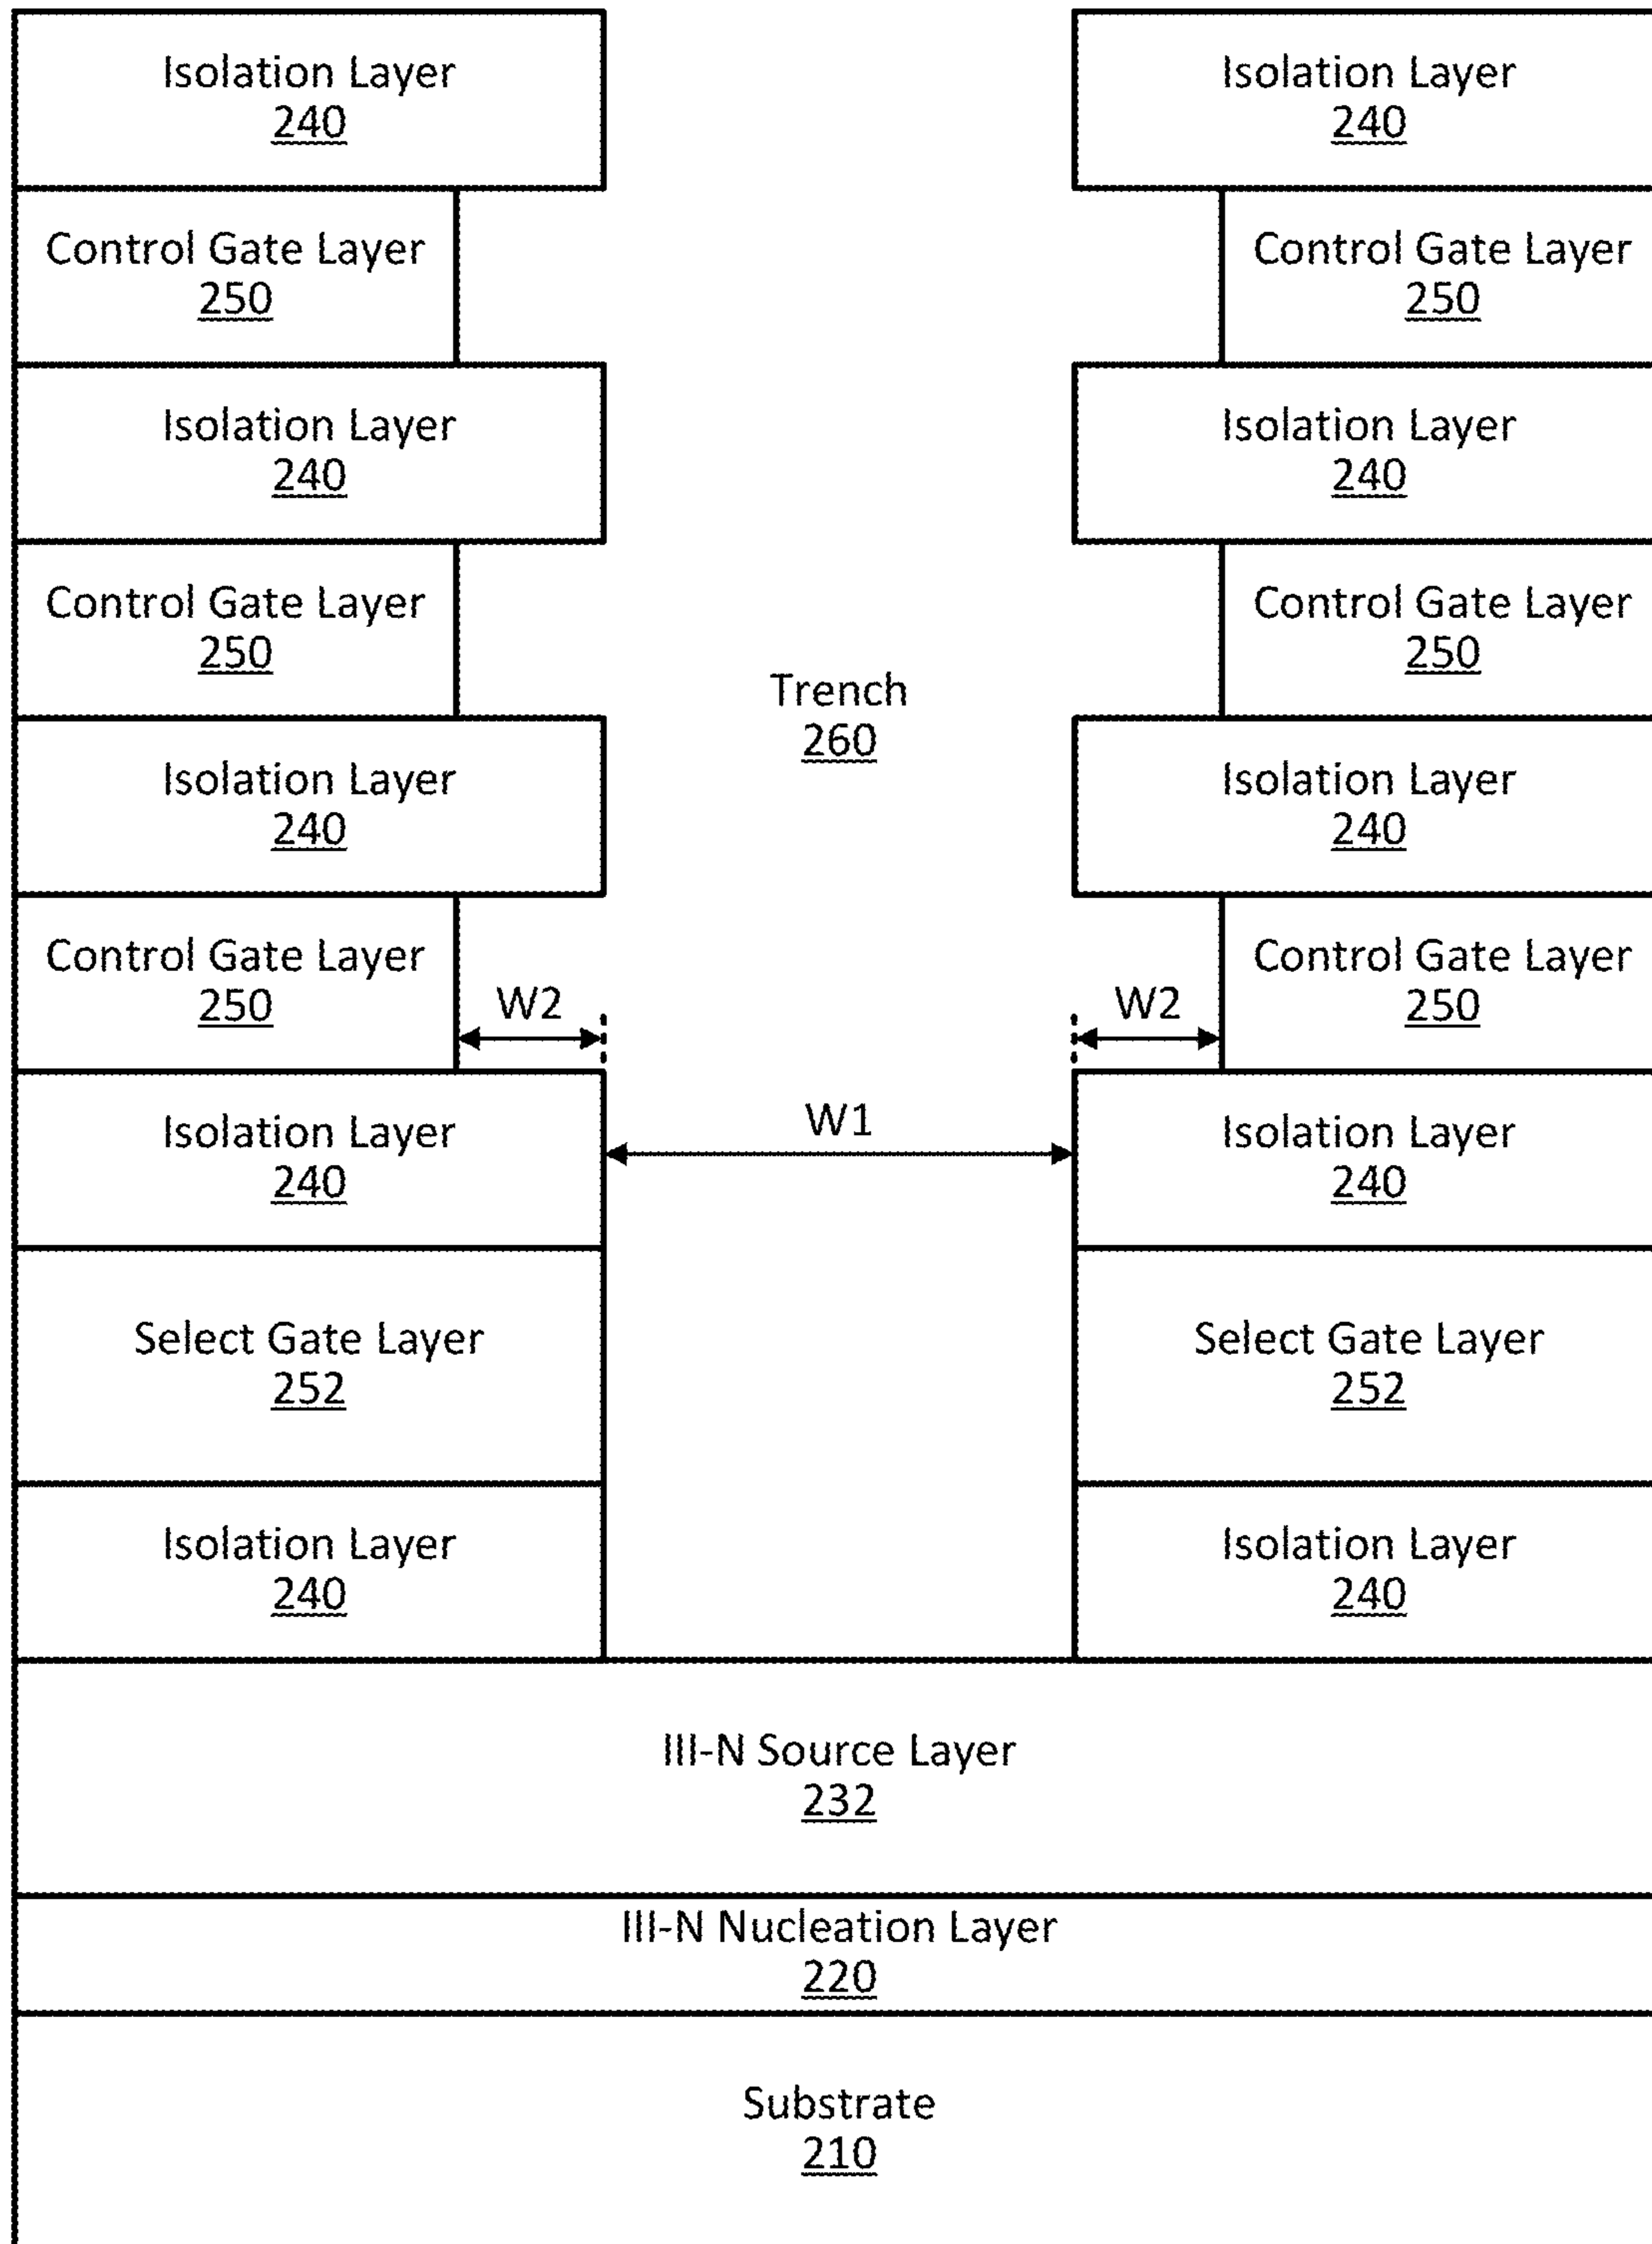 Isolation Layer
240
Isolation Layer
240
Control Gate Layer
250
Control Gate Layer
250
Isolation Layer
240
Isolation Layer
240
Control Gate Layer
250
Control Gate Layer
250
Trench
260
Isolation Layer
240
Isolation Layer
240
Control Gate Layer
250
Control Gate Layer
250
W2
W2
Isolation Layer
240
W1
Isolation Layer
240
Select Gate Layer
252
Select Gate Layer
252
Isolation Layer
240
Isolation Layer
240
III-N Source Layer
232
III-N Nucleation Layer
220
Substrate
210